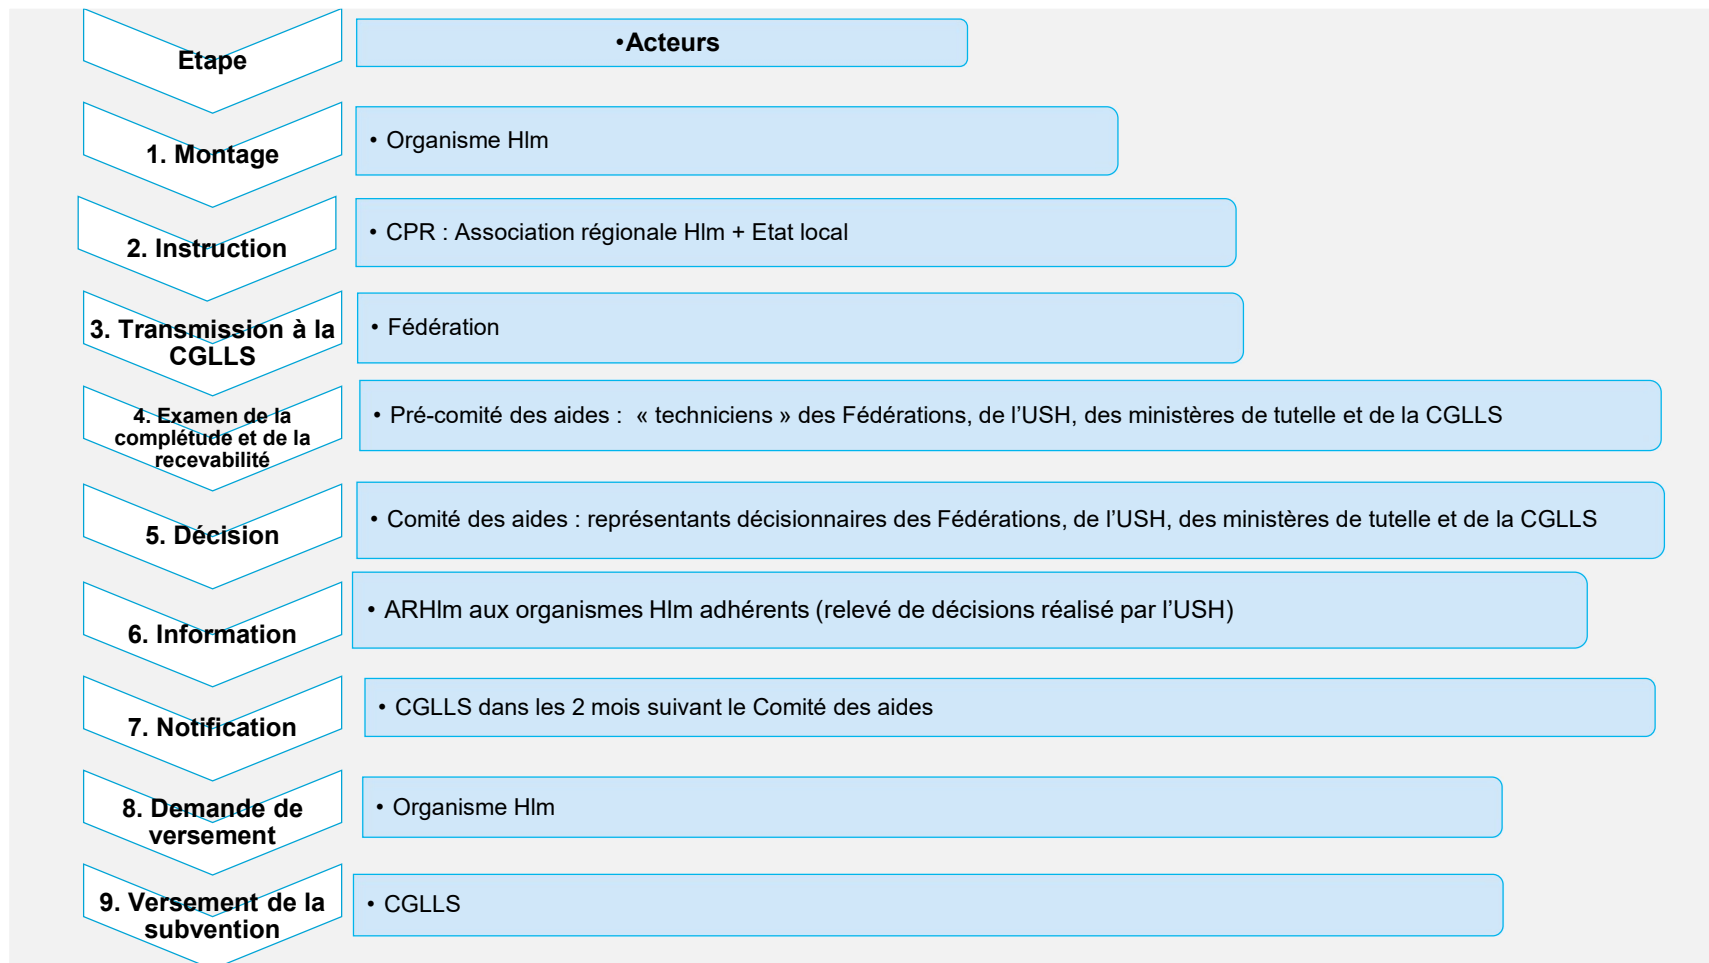 Etape
•Acteurs
1. Montage
• Organisme Hlm
2. Instruction
• CPR : Association régionale Hlm + Etat local
3. Transmission à la
CGLLS
• Fédération
4. Examen de la
complétude et de la
recevabilité
• Pré-comité des aides : « techniciens » des Fédérations, de l’USH, des ministères de tutelle et de la CGLLS
5. Décision
• Comité des aides : représentants décisionnaires des Fédérations, de l’USH, des ministères de tutelle et de la CGLLS
6. Information
• ARHlm aux organismes Hlm adhérents (relevé de décisions réalisé par l’USH)
7. Notification
• CGLLS dans les 2 mois suivant le Comité des aides
8. Demande de
versement
• Organisme Hlm
9. Versement de la
subvention
• CGLLS